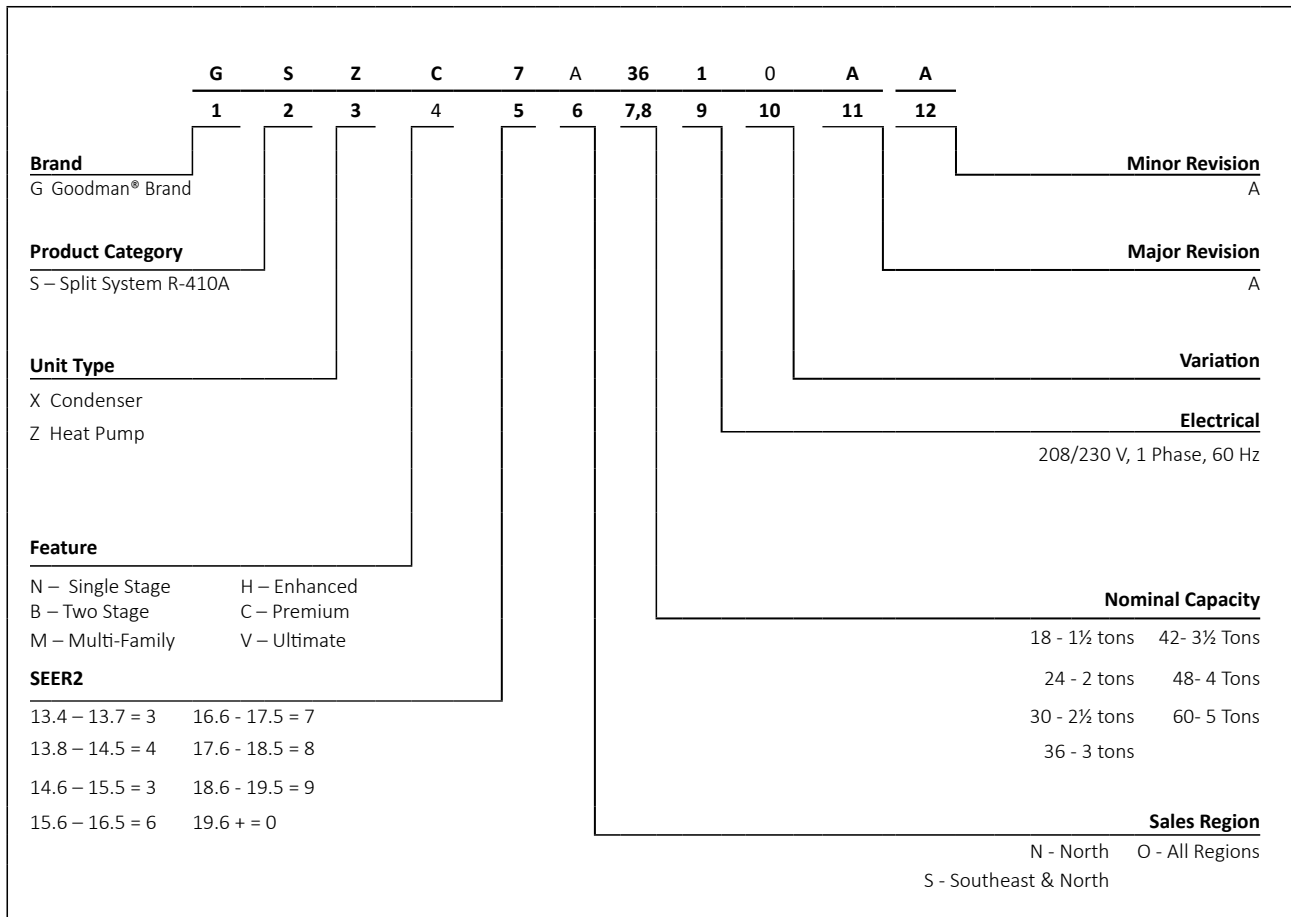 G S Z C 7 A 36 1 0 A A
1 2 3 4 5 6 7,8 9 10 11 12
Brand
G Goodman® Brand
Minor Revision
A
Product Category
S – Split System R-410A
Major Revision
A
Unit Type
X Condenser
Z Heat Pump
Variation
Electrical
208/230 V, 1 Phase, 60 Hz
Feature
N – Single Stage H – Enhanced
B – Two Stage C – Premium
M – Multi-Family V – Ultimate
Nominal Capacity
18 - 1½ tons 42- 3½ Tons
24 - 2 tons 48- 4 Tons
30 - 2½ tons 60- 5 Tons
36 - 3 tons
SEER2
13.4 – 13.7 = 3 16.6 - 17.5 = 7
13.8 – 14.5 = 4 17.6 - 18.5 = 8
14.6 – 15.5 = 3 18.6 - 19.5 = 9
15.6 – 16.5 = 6 19.6 + = 0
Sales Region
N - North O - All Regions
S - Southeast & North